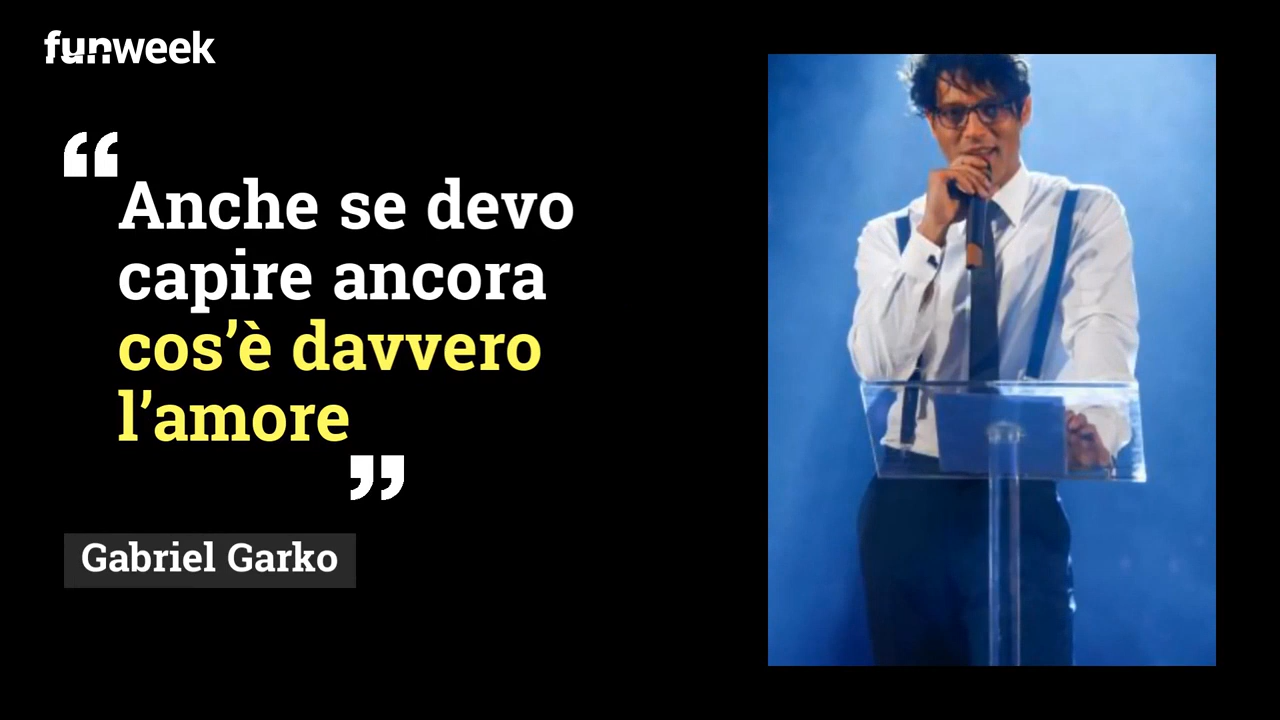 funweek
“Anche se devo
capire ancora
cos’è davvero
l’amore”
Gabriel Garko